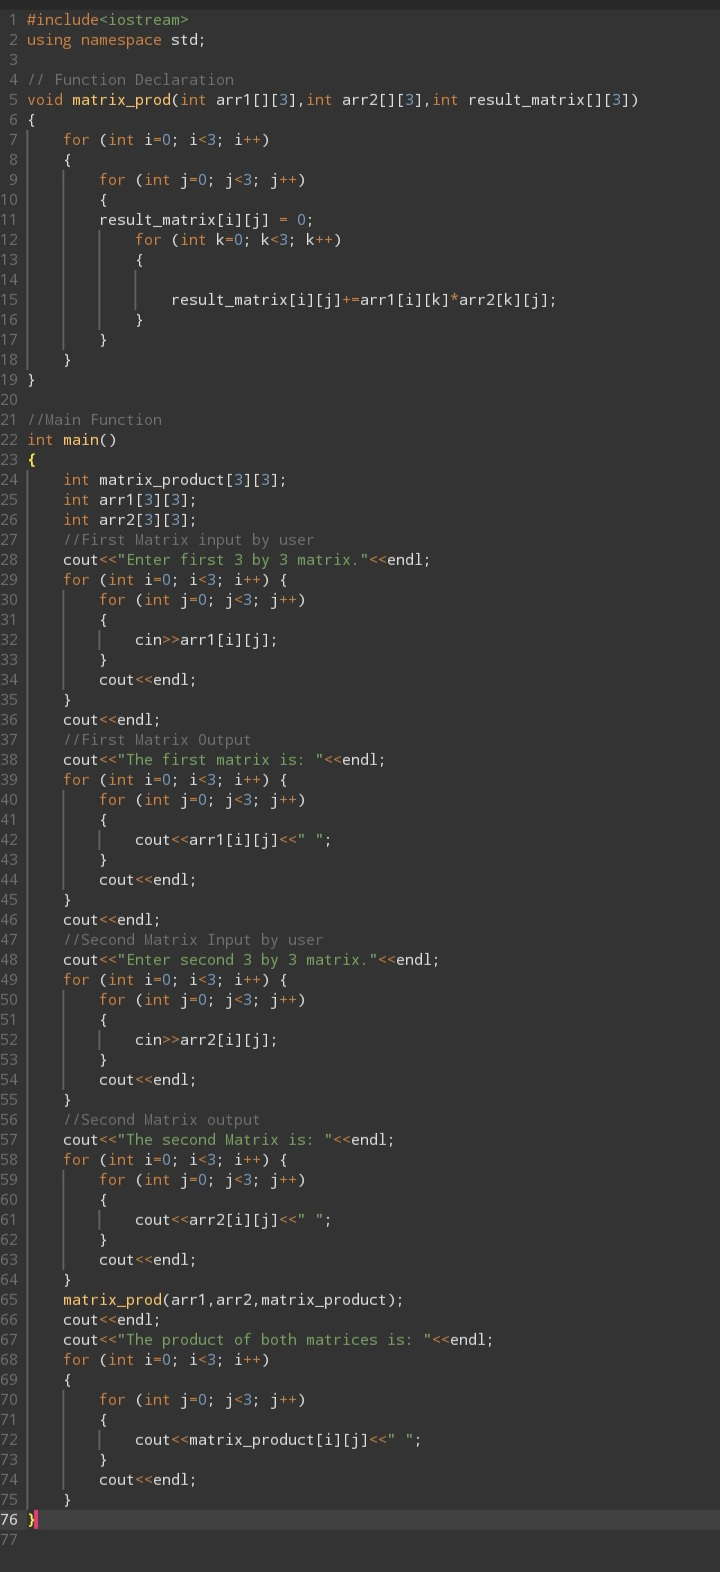 1 #include<iostream>
2 using namespace std;
3
4 // Function Declaration
5 void matrix_prod(int arr1[][3],int arr2[][3],int result_matrix[][3])
6 {
7     for (int i=0; i<3; i++)
8     {
9         for (int j=0; j<3; j++)
10         {
11         result_matrix[i][j] = 0;
12             for (int k=0; k<3; k++)
13             {
14
15                 result_matrix[i][j]+=arr1[i][k]*arr2[k][j];
16             }
17         }
18     }
19 }
20
21 //Main Function
22 int main()
23 {
24     int matrix_product[3][3];
25     int arr1[3][3];
26     int arr2[3][3];
27     //First Matrix input by user
28     cout<<"Enter first 3 by 3 matrix."<<endl;
29     for (int i=0; i<3; i++) {
30         for (int j=0; j<3; j++)
31         {
32             cin>>arr1[i][j];
33         }
34         cout<<endl;
35     }
36     cout<<endl;
37     //First Matrix Output
38     cout<<"The first matrix is: "<<endl;
39     for (int i=0; i<3; i++) {
40         for (int j=0; j<3; j++)
41         {
42             cout<<arr1[i][j]<<" ";
43         }
44         cout<<endl;
45     }
46     cout<<endl;
47     //Second Matrix Input by user
48     cout<<"Enter second 3 by 3 matrix."<<endl;
49     for (int i=0; i<3; i++) {
50         for (int j=0; j<3; j++)
51         {
52             cin>>arr2[i][j];
53         }
54         cout<<endl;
55     }
56     //Second Matrix output
57     cout<<"The second Matrix is: "<<endl;
58     for (int i=0; i<3; i++) {
59         for (int j=0; j<3; j++)
60         {
61             cout<<arr2[i][j]<<" ";
62         }
63         cout<<endl;
64     }
65     matrix_prod(arr1,arr2,matrix_product);
66     cout<<endl;
67     cout<<"The product of both matrices is: "<<endl;
68     for (int i=0; i<3; i++)
69     {
70         for (int j=0; j<3; j++)
71         {
72             cout<<matrix_product[i][j]<<" ";
73         }
74         cout<<endl;
75     }
76 }
77